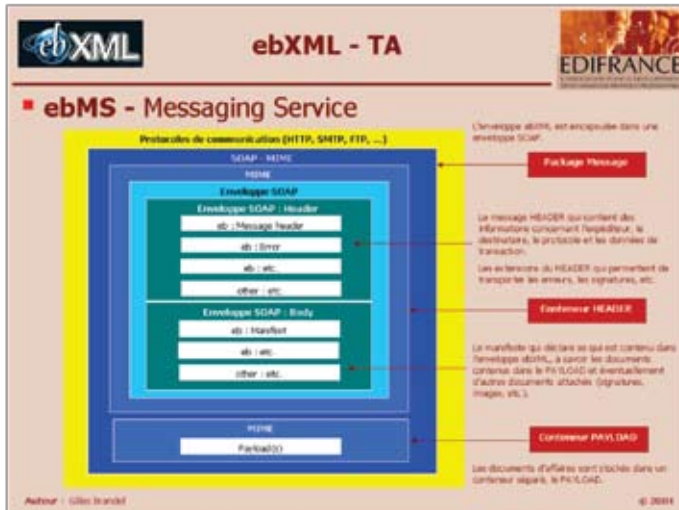 ebXML
ebXML - TA
EDIFRANCE
ebMS - Messaging Service
Protocoles de communication (HTTP, SMTP, FTP, ...)
SOAP - MIME
MIME
Enveloppe SOAP
Enveloppe SOAP : Header
eb : Message header
eb : Error
eb : etc.
other : etc.
Enveloppe SOAP : Body
eb : Manifest
eb : etc.
other : etc.
MIME
Payload(s)
L'enveloppe ebXML est encapsulée dans une
enveloppe SOAP.
Package Message
Le message HEADER qui contient des
informations concernant l'expéditeur, le
destinataire, le protocole et les données de
transaction.
Les extensions du HEADER qui permettent de
transporter les erreurs, les signatures, etc.
Conteneur HEADER
Le manifeste qui déclare ce qui est contenu dans
l'enveloppe ebXML, à savoir les documents
contenus dans le PAYLOAD et éventuellement
d'autres documents attachés (signatures,
images, etc.).
Conteneur PAYLOAD
Les documents d'affaires sont stockés dans un
conteneur séparé, le PAYLOAD.
Auteur : Gilles Brandel